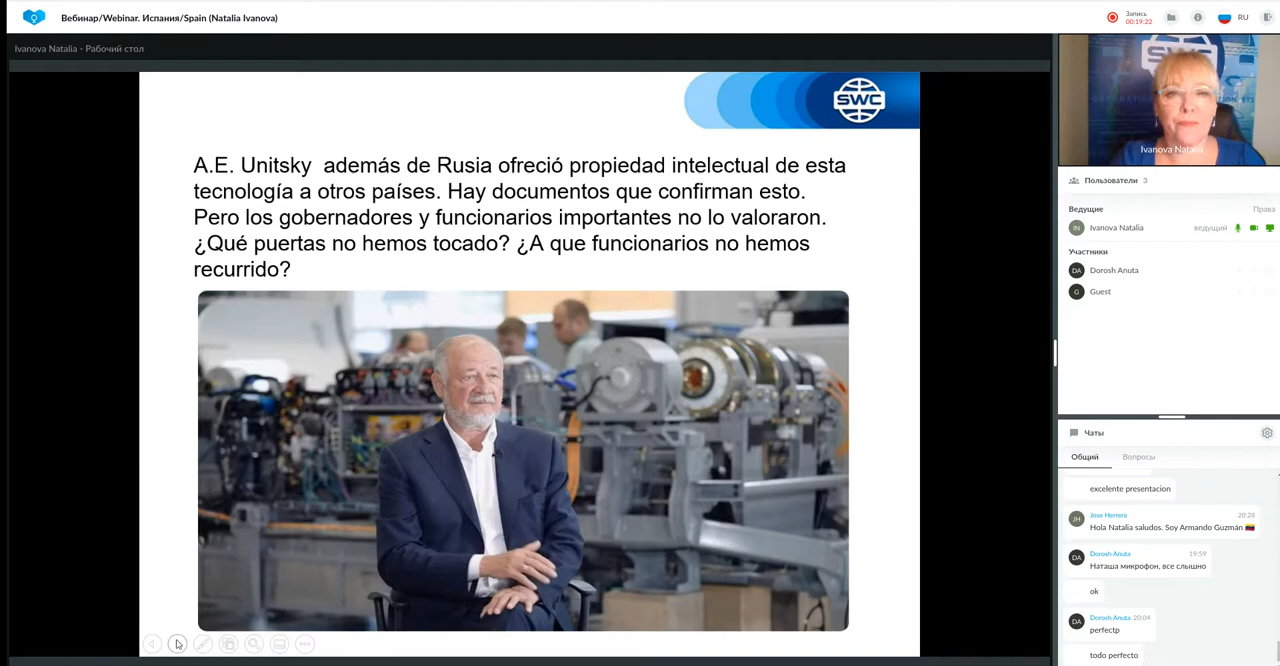 Вебинар/Webinar. Испания/Spain (Natalia Ivanova)
Запись
00:19:22
RU
Ivanova Natalia - Рабочий стол
SWC
A.E. Unitsky además de Rusia ofreció propiedad intelectual de esta
tecnología a otros países. Hay documentos que confirman esto.
Pero los gobernadores y funcionarios importantes no lo valoraron.
¿Qué puertas no hemos tocado? ¿A que funcionarios no hemos
recurrido?
SWC
Ivanova Natalia
Пользователи 3
Ведущие Права
IN Ivanova Natalia ведущий
Участники
DA Dorosh Anuta
G Guest
Чаты
Общий Вопросы
excelente presentacion
JH Jose Herrera 20:28
Hola Natalia saludos. Soy Armando Guzmán 🇻🇪
DA Dorosh Anuta 19:59
Наташа микрофон, все слышно
ok
DA Dorosh Anuta 20:04
perfectp
todo perfecto